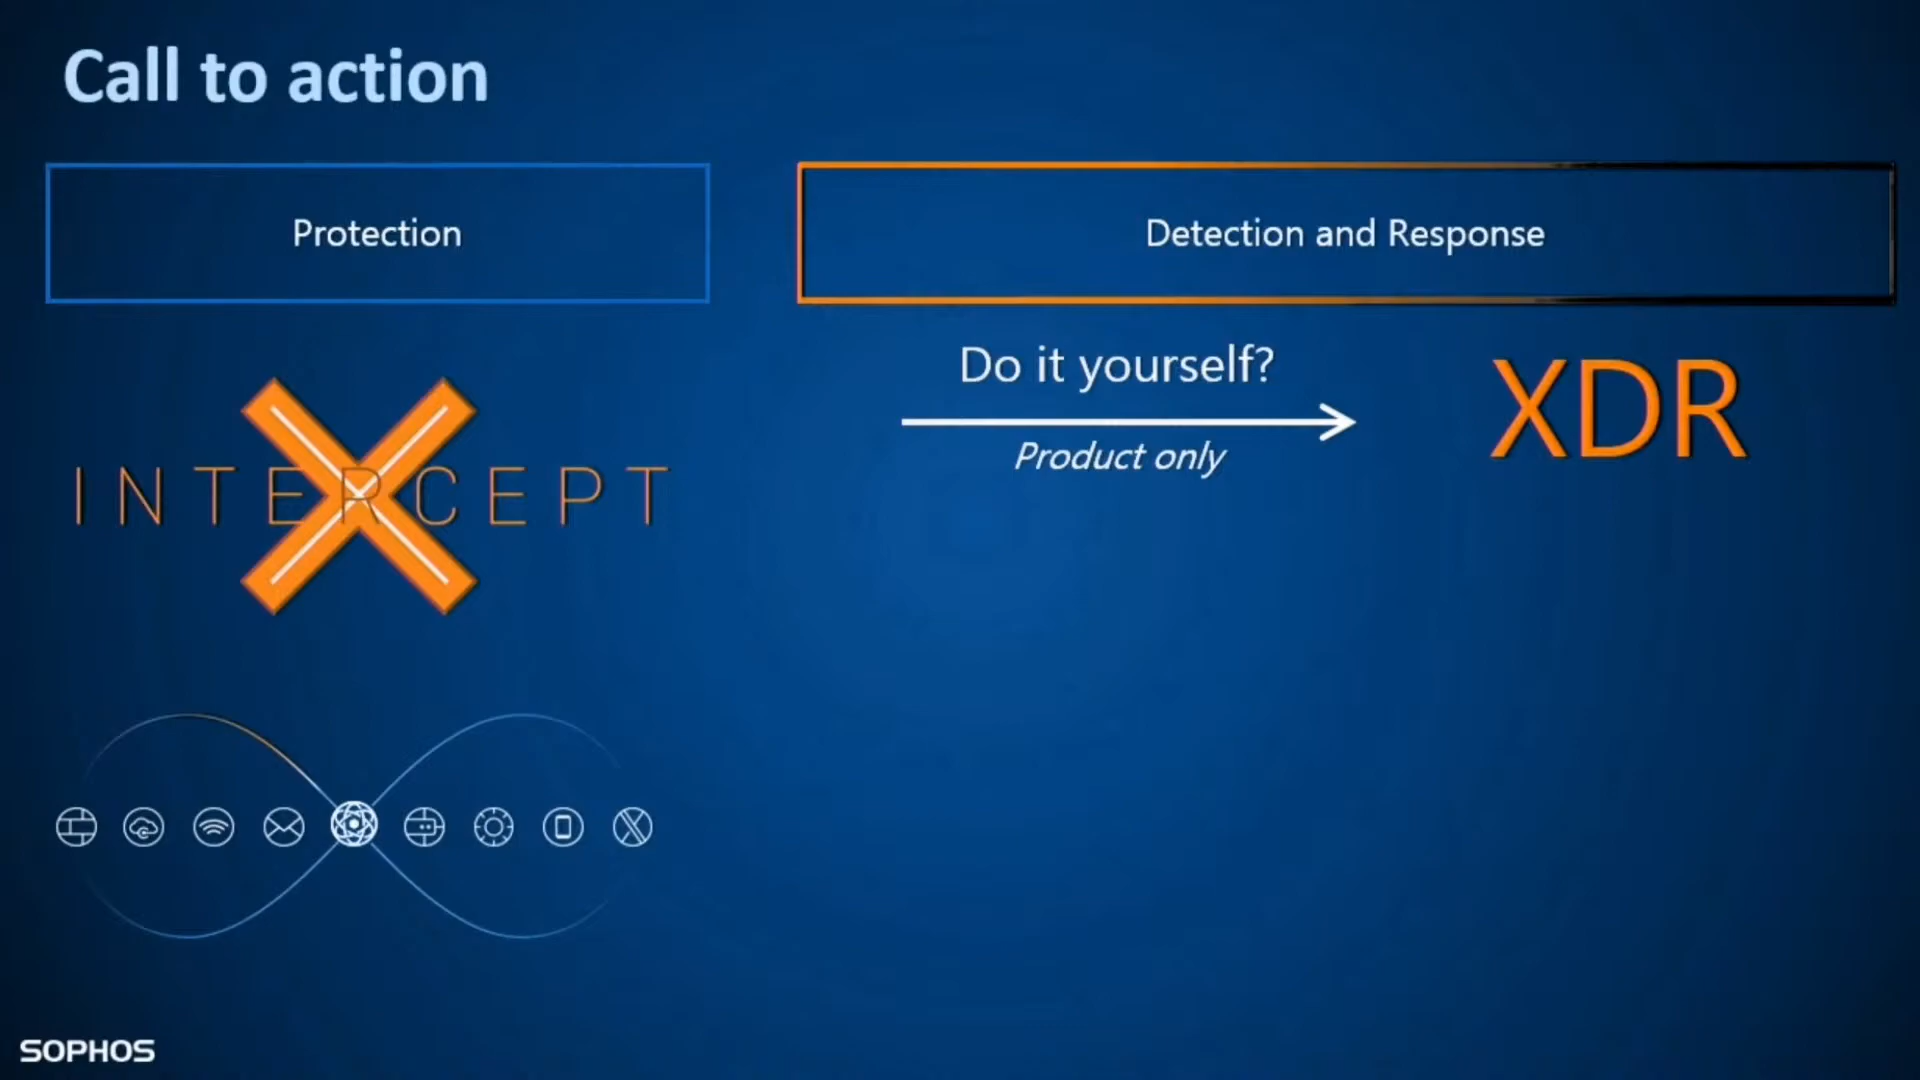 Call to action
Protection
Detection and Response
INTERCEPT
Do it yourself?
Product only
XDR
SOPHOS